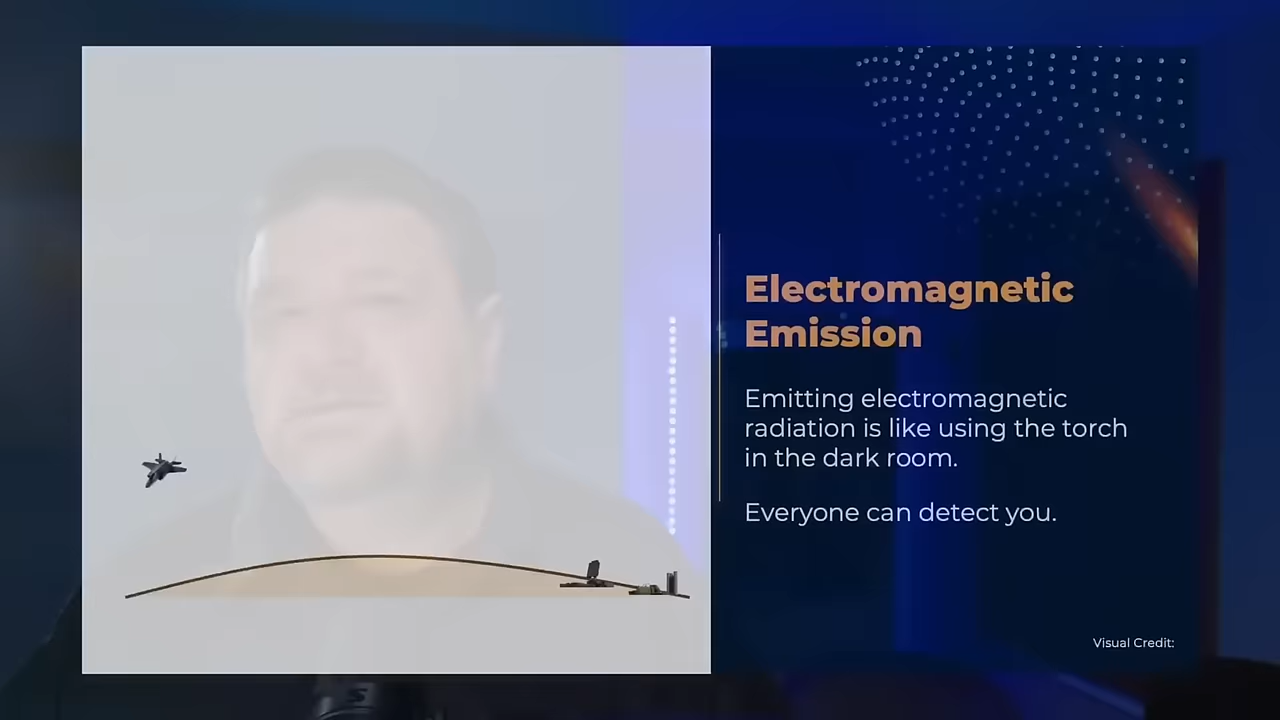 Electromagnetic
Emission
Emitting electromagnetic
radiation is like using the torch
in the dark room.
Everyone can detect you.
Visual Credit: